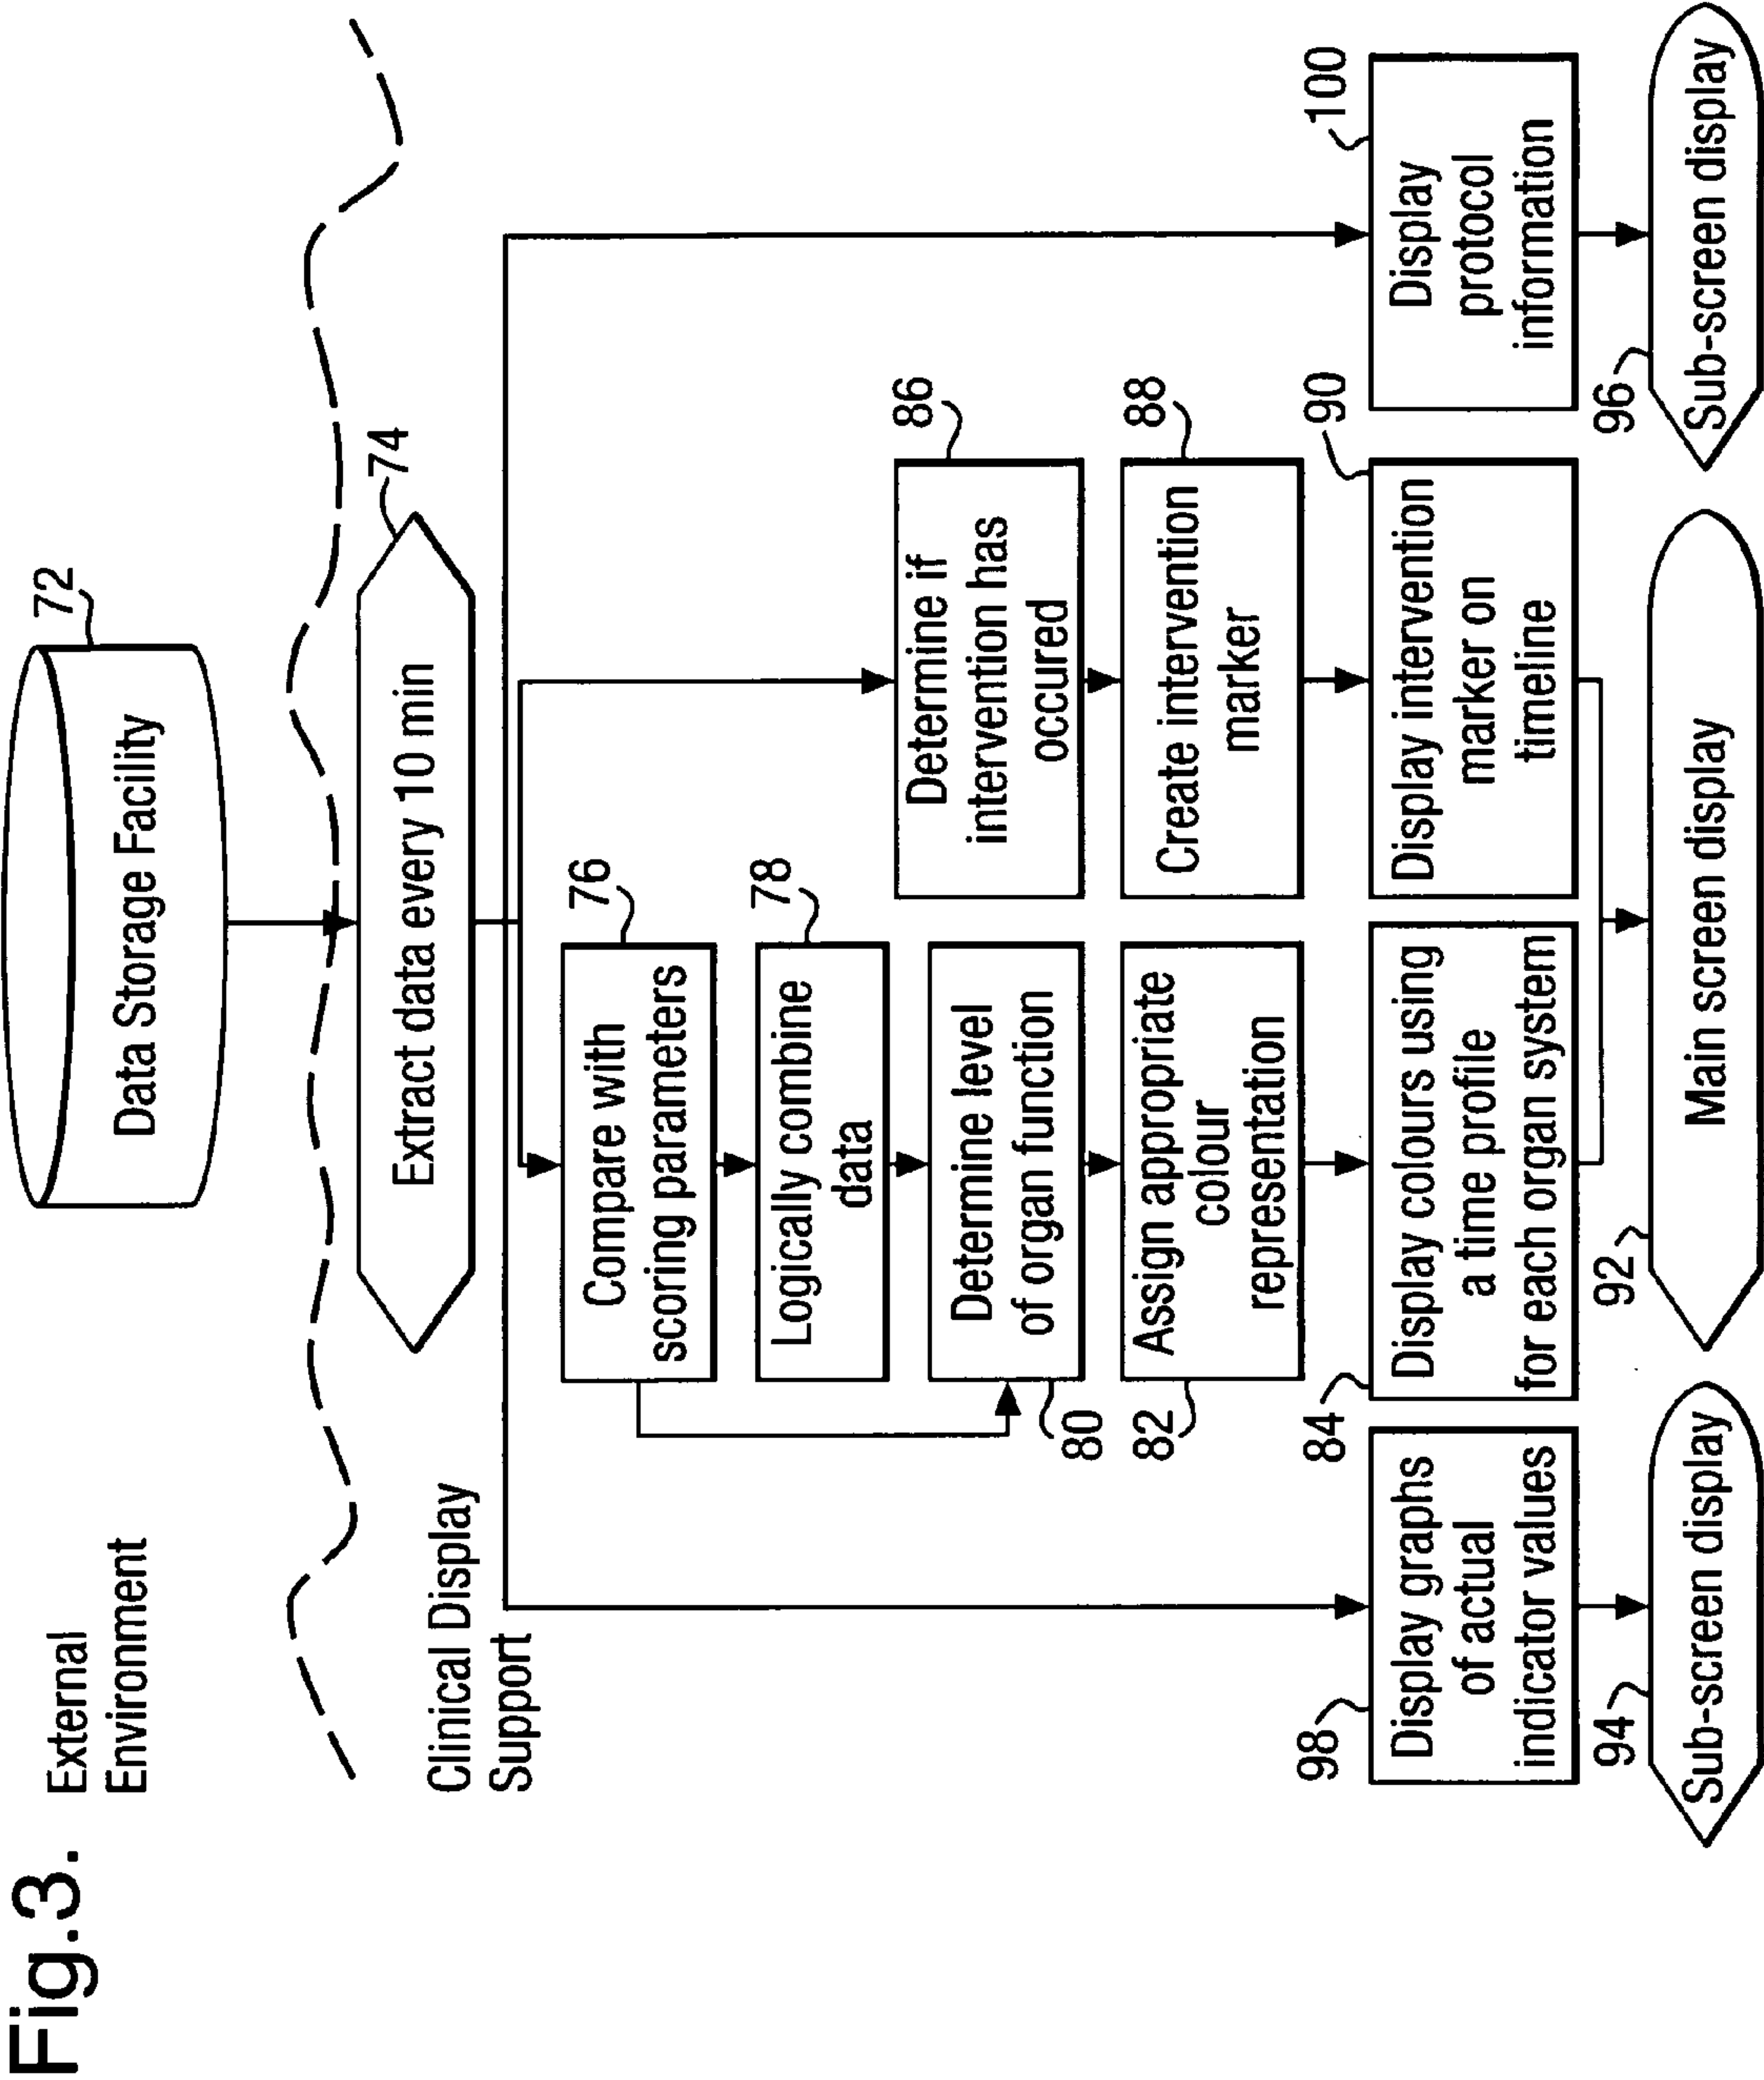 Fig.3.
External
Environment
72
Data Storage Facility
74
Extract data every 10 min
Clinical Display
Support
76
Compare with
scoring parameters
78
Logically combine
data
80
Determine level
of organ function
82
Assign appropriate
colour
representation
84
Display colours using
a time profile
for each organ system
86
Determine if
intervention has
occured
88
Create intervention
marker
90
Display intervention
marker on
timeline
98
Display graphs
of actual
indicator values
100
Display
protocol
information
94
Sub-screen display
92
Main screen display
96
Sub-screen display